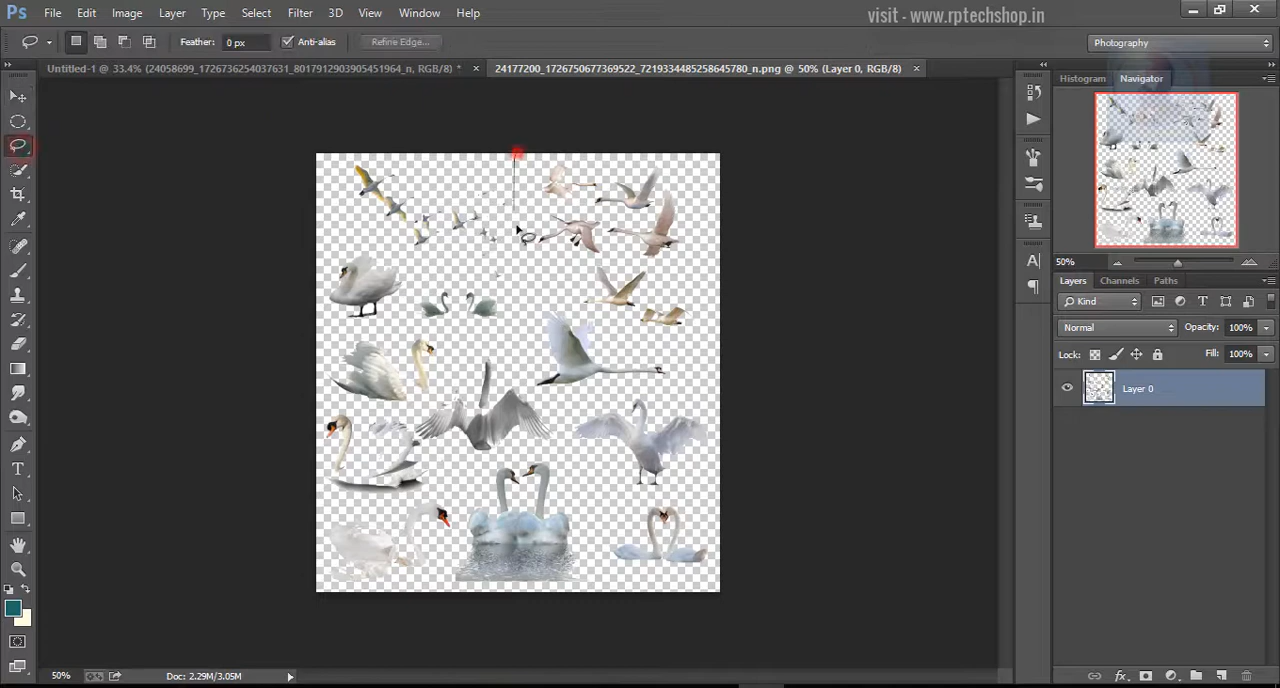 visit - www.rptechshop.in
Ps File Edit Image Layer Type Select Filter 3D View Window Help
Feather: 0 px Anti-alias Refine Edge... Photography
Untitled-1 @ 33.4% (24058699_1726736254037631_8017912903905451964_n, RGB/8) * × 24177200_1726750677369522_7219334485258645780_n.png @ 50% (Layer 0, RGB/8) ×
Histogram Navigator
50%
Layers Channels Paths
Kind
Normal Opacity: 100%
Lock: Fill: 100%
Layer 0
50% Doc: 2.29M/3.05M